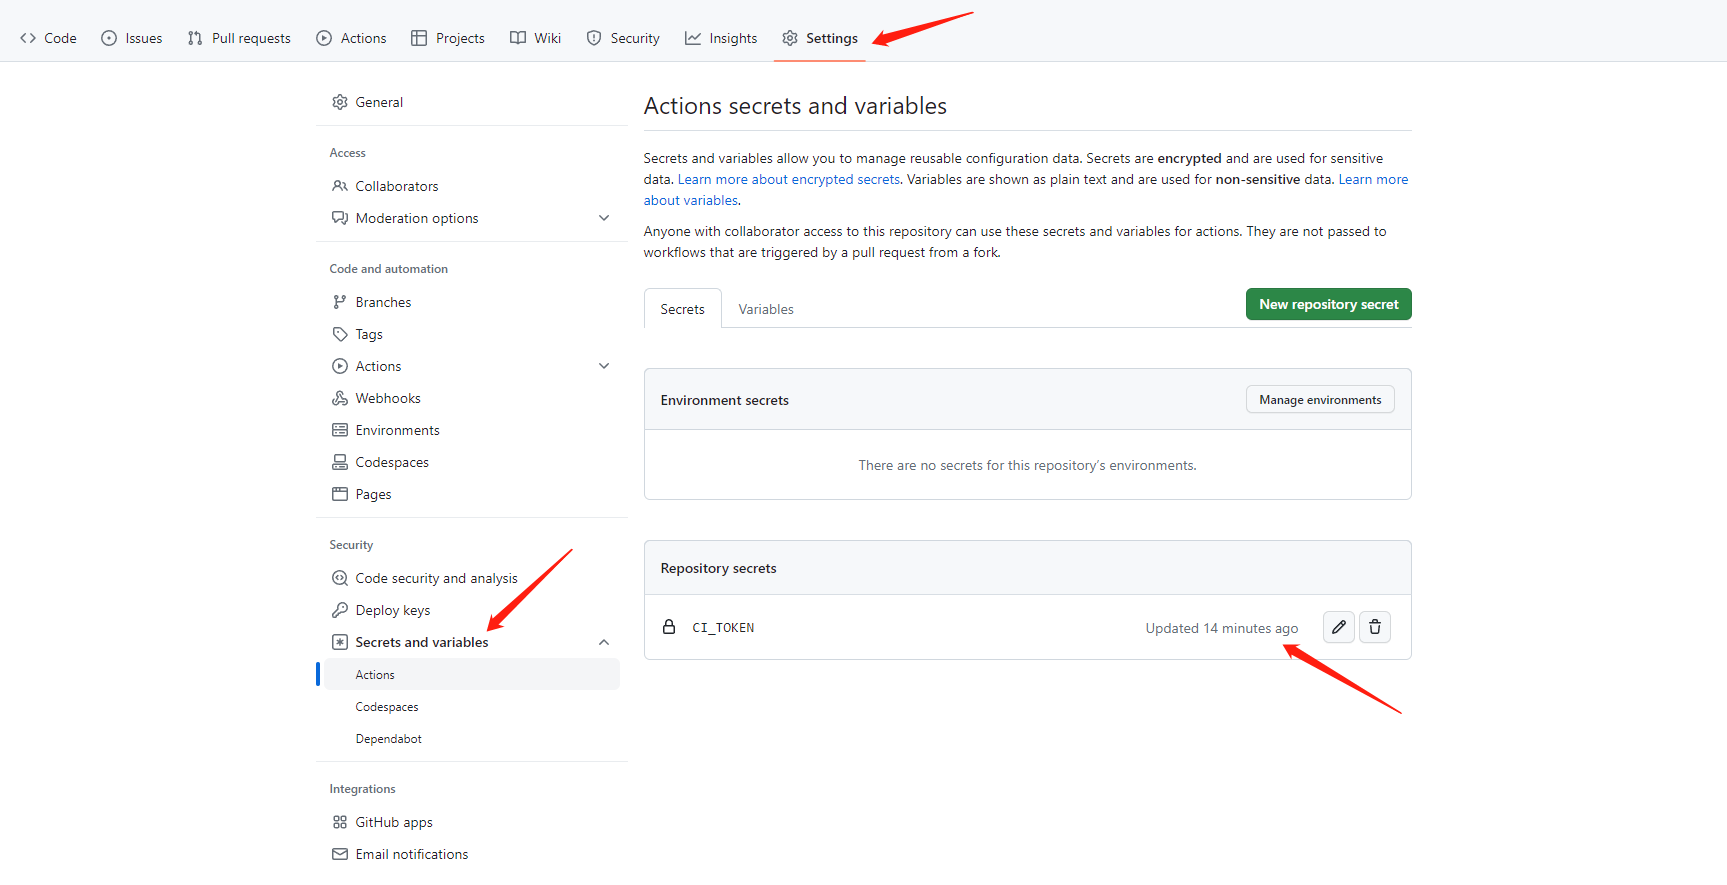 Code
Issues
Pull requests
Actions
Projects
Wiki
Security
Insights
Settings
General
Access
Collaborators
Moderation options
Code and automation
Branches
Tags
Actions
Webhooks
Environments
Codespaces
Pages
Security
Code security and analysis
Deploy keys
Secrets and variables
Actions
Codespaces
Dependabot
Integrations
GitHub apps
Email notifications
Actions secrets and variables
Secrets and variables allow you to manage reusable configuration data. Secrets are encrypted and are used for sensitive
data. Learn more about encrypted secrets. Variables are shown as plain text and are used for non-sensitive data. Learn more
about variables.
Anyone with collaborator access to this repository can use these secrets and variables for actions. They are not passed to
workflows that are triggered by a pull request from a fork.
Secrets
Variables
New repository secret
Environment secrets
Manage environments
There are no secrets for this repository's environments.
Repository secrets
CI_TOKEN
Updated 14 minutes ago